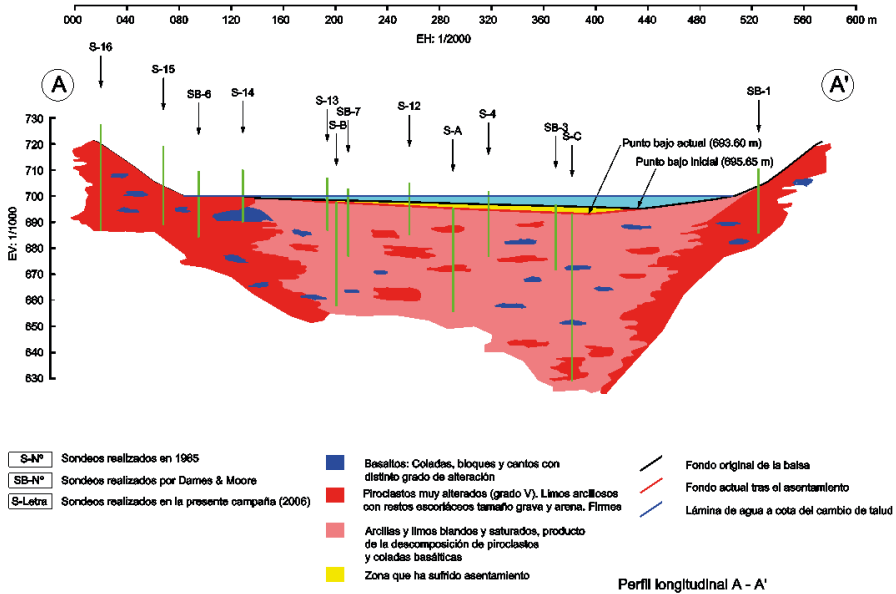 000 040 080 120 160 200 240 280 320 360 400 440 480 520 560 600 m
EH: 1/2000
A
A'
S-16
S-15
SB-6
S-14
S-13
SB-7
S-B
S-12
S-A
S-4
SB-3
S-C
SB-1
Punto bajo actual (693.60 m)
Punto bajo inicial (695.65 m)
EV: 1/1000
730
720
710
700
690
680
670
660
650
640
630
S-Nº Sondeos realizados en 1965
SB-Nº Sondeos realizados por Dames & Moore
S-Letra Sondeos realizados en la presente campaña (2006)
Basaltos: Coladas, bloques y cantos con
distinto grado de alteración
Piroclastos muy alterados (grado V). Limos arcillosos
con restos escoriáceos tamaño grava y arena. Firmes
Arcillas y limos blandos y saturados, producto
de la descomposición de piroclastos
y coladas basálticas
Zona que ha sufrido asentamiento
Fondo original de la balsa
Fondo actual tras el asentamiento
Lámina de agua a cota del cambio de talud
Perfil longitudinal A - A'